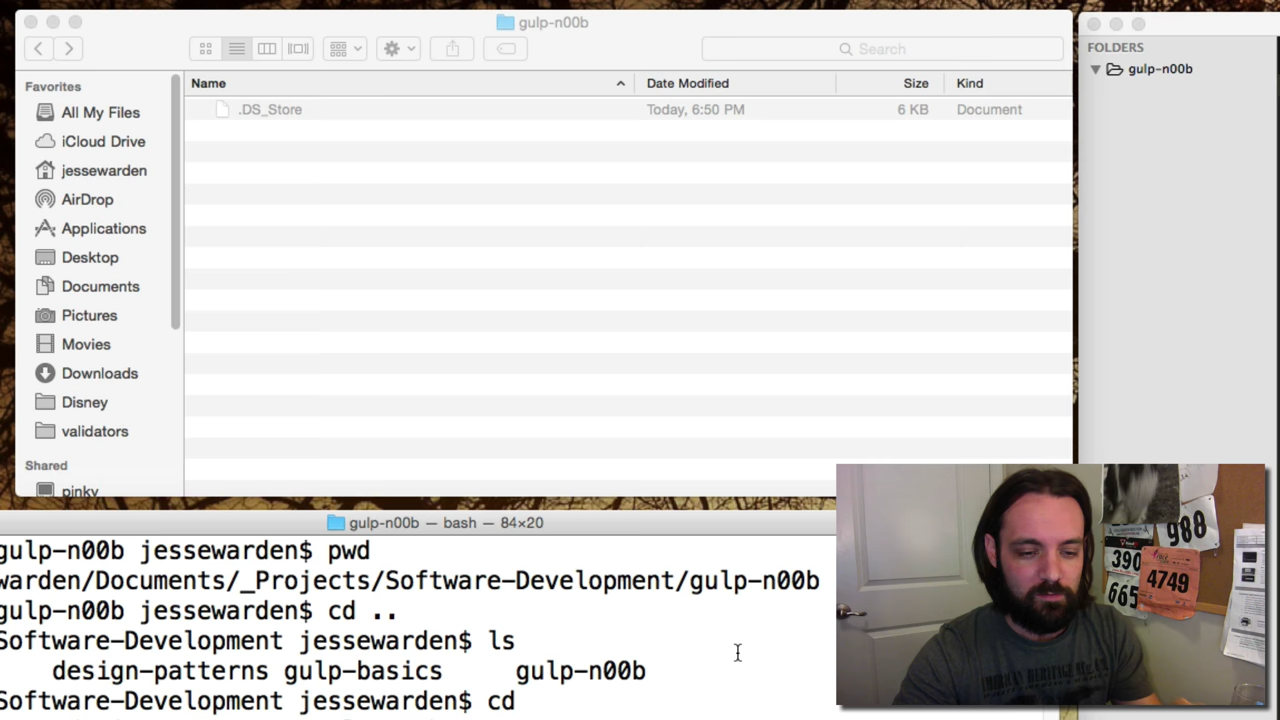 gulp-n00b
Search
Favorites
All My Files
iCloud Drive
jessewarden
AirDrop
Applications
Desktop
Documents
Pictures
Movies
Downloads
Disney
validators
Shared
pinky
Name Date Modified Size Kind
.DS_Store Today, 6:50 PM 6 KB Document
FOLDERS
gulp-n00b
gulp-n00b — bash — 84×20
gulp-n00b jessewarden$ pwd
warden/Documents/_Projects/Software-Development/gulp-n00b
gulp-n00b jessewarden$ cd ..
Software-Development jessewarden$ ls
design-patterns gulp-basics gulp-n00b
Software-Development jessewarden$ cd
988
390
4749
665